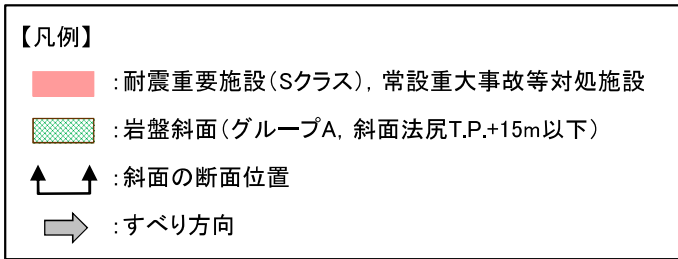 【凡例】
：耐震重要施設（Sクラス），常設重大事故等対処施設
：岩盤斜面（グループA，斜面法尻T.P.+15m以下）
：斜面の断面位置
：すべり方向